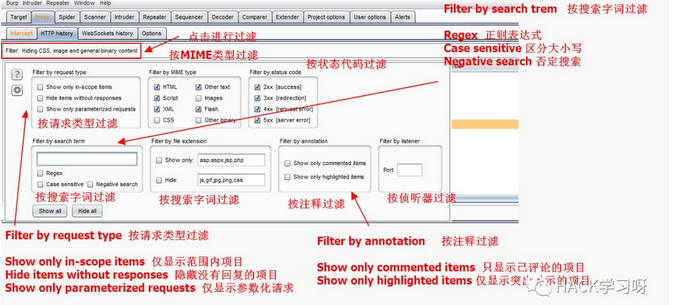 Burp Intruder Repeater Window Help
Target Proxy Spider Scanner Intruder Repeater Sequencer Decoder Comparer Extender Project options User options Alerts
Intercept HTTP history WebSockets history Options
点击进行过滤
Filter: Hiding CSS, image and general binary content
Filter by search trem 按搜索字词过滤
Regex 正则表达式
Case sensitive 区分大小写
Negative search 否定搜索
按MIME类型过滤
按状态代码过滤
?
Filter by request type
Show only in-scope items
Hide items without responses
Show only parameterized requests
按请求类型过滤
Filter by MIME type
HTML
Other text
Script
Images
XML
Flash
CSS
Other binary
Filter by status code
2xx [success]
3xx [redirection]
4xx [request error]
5xx [server error]
Filter by search term
Regex
Case sensitive
Negative search
按搜索字词过滤
Filter by file extension
Show only:
asp,aspx,jsp,php
Hide:
js,gif,jpg,png,css
按搜索字词过滤
Filter by annotation
Show only commented items
Show only highlighted items
按注释过滤
Filter by listener
Port
按侦听器过滤
Show all
Hide all
Filter by request type 按请求类型过滤
Show only in-scope items 仅显示范围内项目
Hide items without responses 隐藏没有回复的项目
Show only parameterized requests 仅显示参数化请求
Filter by annotation 按注释过滤
Show only commented items 只显示已评论的项目
Show only highlighted items 仅显示突出显示的项目
HACK学习呀